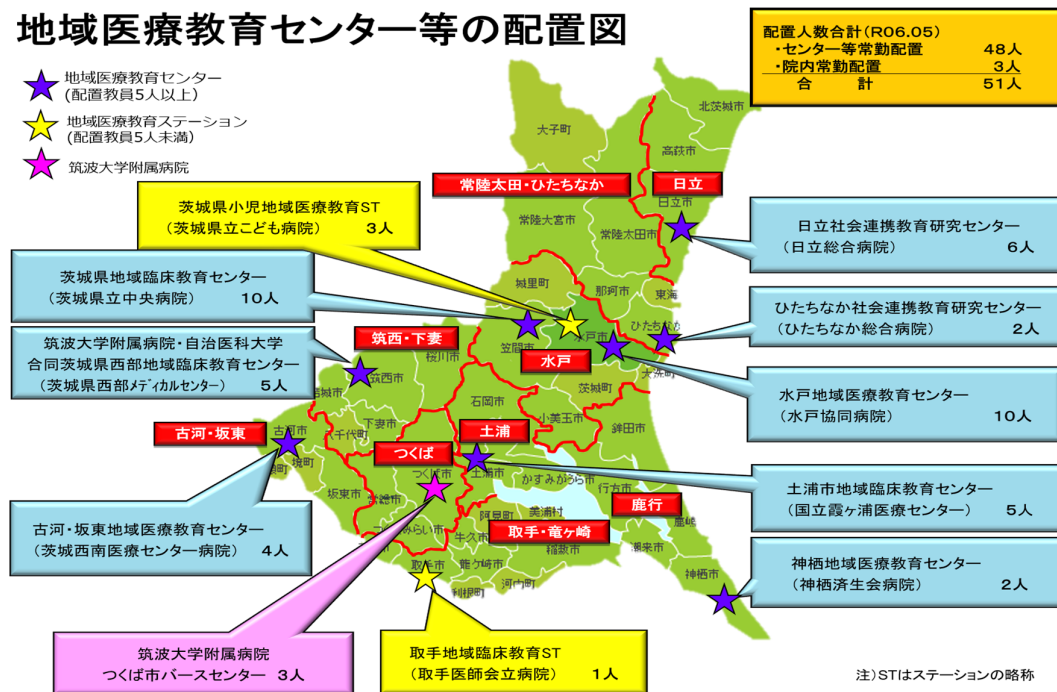 地域医療教育センター等の配置図
配置人数合計(R06.05)
・センター等常勤配置 48人
・院内常勤配置 3人
合 計 51人
地域医療教育センター
(配置教員5人以上)
地域医療教育ステーション
(配置教員5人未満)
筑波大学附属病院
茨城県小児地域医療教育ST
(茨城県立こども病院) 3人
茨城県地域臨床教育センター
(茨城県立中央病院) 10人
筑波大学附属病院・自治医科大学
合同茨城県西部地域臨床教育センター
(茨城県西部メディカルセンター) 5人
古河・坂東地域医療教育センター
(茨城西南医療センター病院) 4人
筑波大学附属病院
つくば市バースセンター 3人
取手地域臨床教育ST
(取手医師会立病院) 1人
日立社会連携教育研究センター
(日立総合病院) 6人
ひたちなか社会連携教育研究センター
(ひたちなか総合病院) 2人
水戸地域医療教育センター
(水戸協同病院) 10人
土浦市地域臨床教育センター
(国立霞ヶ浦医療センター) 5人
神栖地域医療教育センター
(神栖済生会病院) 2人
常陸太田・ひたちなか
日立
筑西・下妻
水戸
古河・坂東
つくば
土浦
鹿行
取手・竜ヶ崎
北茨城市
大子町
高萩市
日立市
常陸大宮市
常陸太田市
城里町
那珂市
東海
ひたちなか
水戸市
笠間市
桜川市
大洗町
筑西市
茨城町
結城市
石岡市
小美玉市
鉾田市
下妻市
八千代町
古河市
境町
坂東市
常総市
つくば市
土浦市
かすみがうら市
行方市
美浦村
阿見町
牛久市
稲敷市
鹿嶋
潮来市
神栖市
取手市
龍ケ崎市
河内町
利根町
注)STはステーションの略称